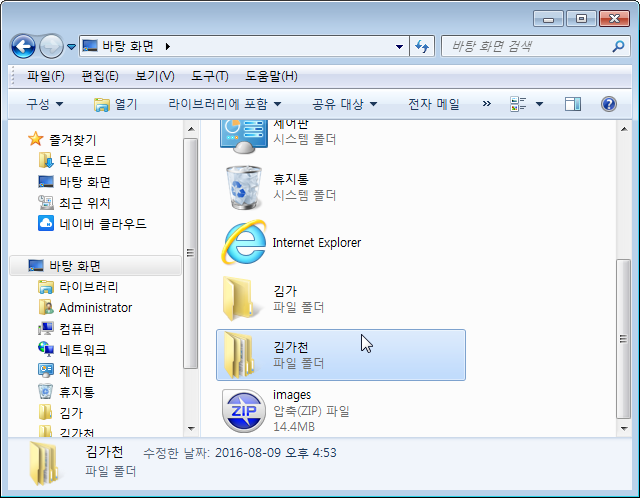 바탕 화면
바탕 화면 검색
파일(F) 편집(E) 보기(V) 도구(T) 도움말(H)
구성 열기 라이브러리에 포함 공유 대상 전자 메일 »
즐겨찾기
다운로드
바탕 화면
최근 위치
네이버 클라우드
바탕 화면
라이브러리
Administrator
컴퓨터
네트워크
제어판
휴지통
김가
김가천
제어판
시스템 폴더
휴지통
시스템 폴더
Internet Explorer
김가
파일 폴더
김가천
파일 폴더
ZIP
images
압축(ZIP) 파일
14.4MB
김가천 수정한 날짜: 2016-08-09 오후 4:53
파일 폴더